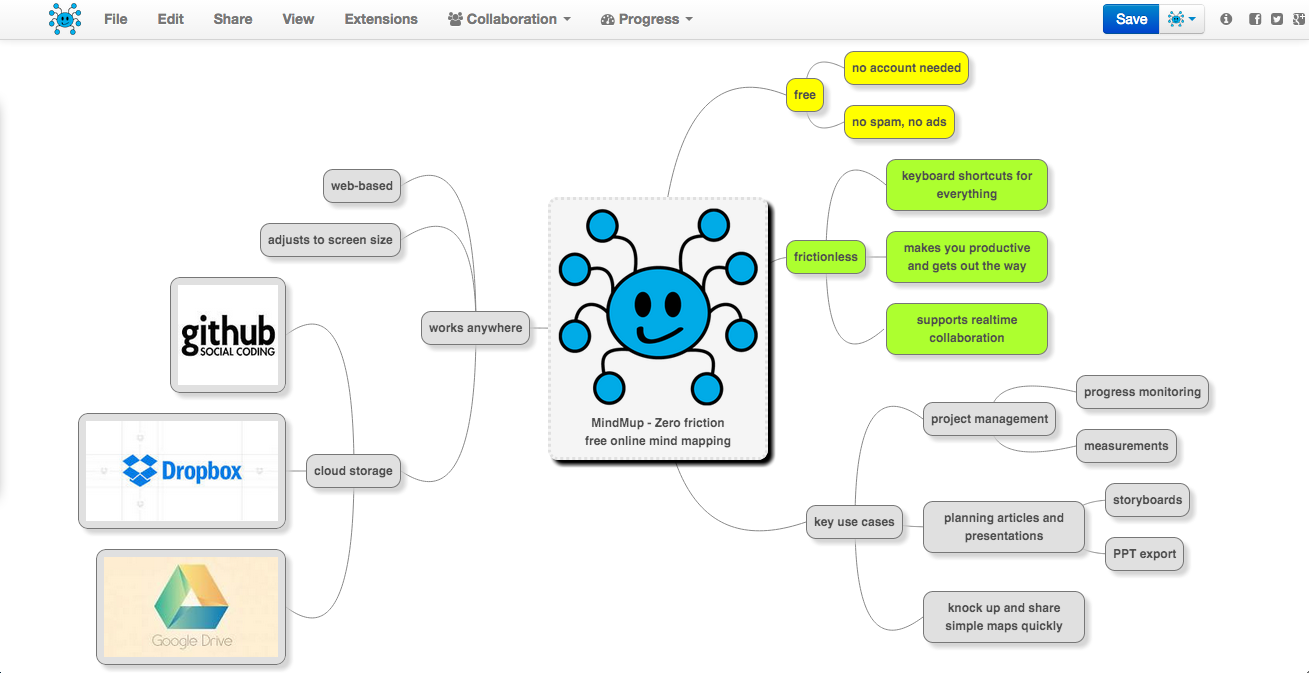 File Edit Share View Extensions Collaboration Progress Save
no account needed
free
no spam, no ads
web-based
adjusts to screen size
github
SOCIAL CODING
works anywhere
Dropbox
cloud storage
Google Drive
MindMup - Zero friction
free online mind mapping
keyboard shortcuts for
everything
frictionless
makes you productive
and gets out the way
supports realtime
collaboration
progress monitoring
project management
measurements
key use cases
planning articles and
presentations
storyboards
PPT export
knock up and share
simple maps quickly